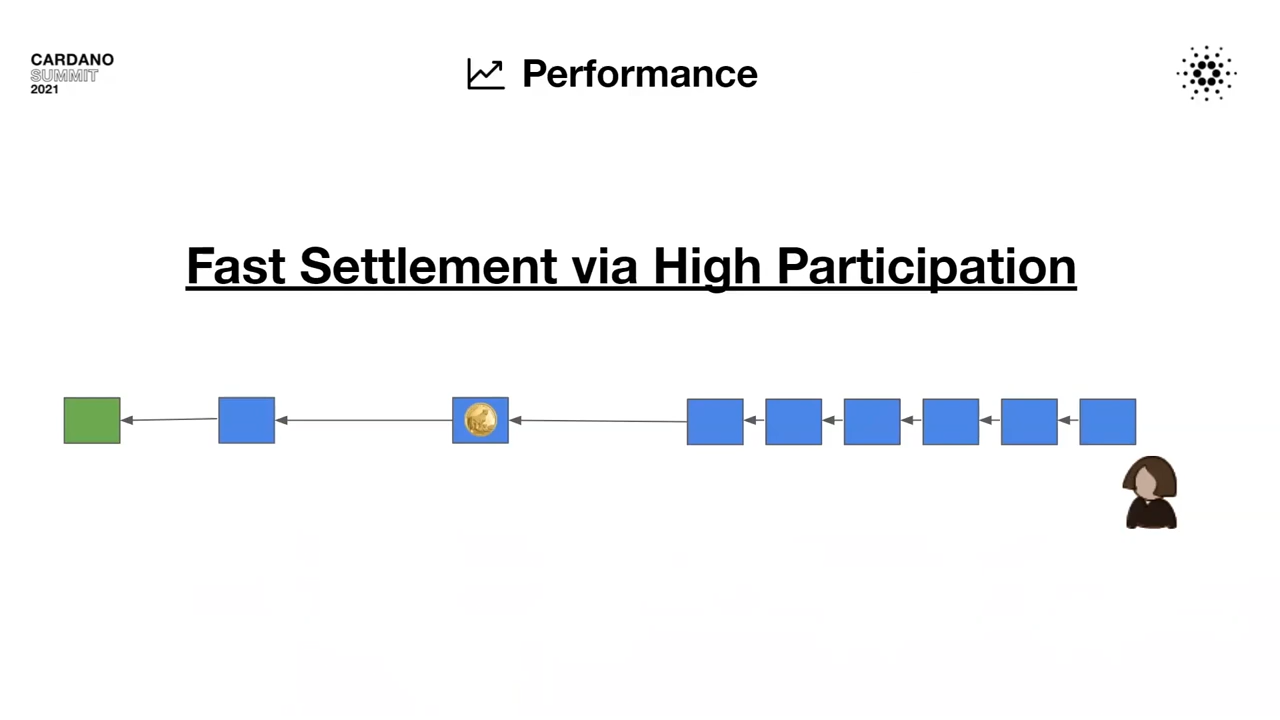 CARDANO
SUMMIT
2021
Performance
Fast Settlement via High Participation